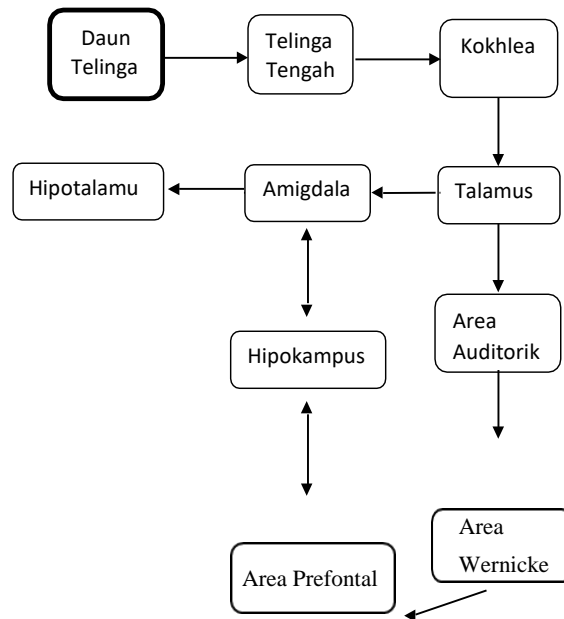 Daun
Telinga
Telinga
Tengah
Kokhlea
Hipotalamu
Amigdala
Talamus
Area
Auditorik
Hipokampus
Area
Wernicke
Area Prefontal